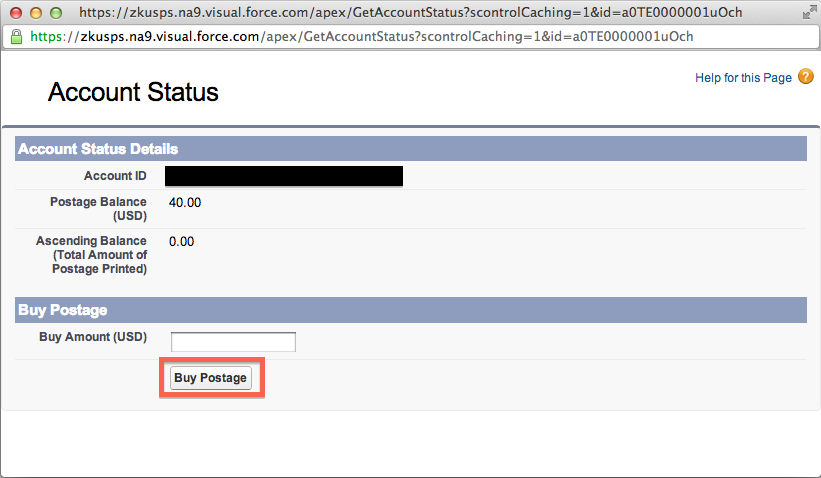 https://zkusps.na9.visual.force.com/apex/GetAccountStatus?scontrolCaching=1&id=a0TE0000001uOch
https://zkusps.na9.visual.force.com/apex/GetAccountStatus?scontrolCaching=1&id=a0TE0000001uOch
Help for this Page ?
Account Status
Account Status Details
Account ID
Postage Balance 40.00
(USD)
Ascending Balance 0.00
(Total Amount of
Postage Printed)
Buy Postage
Buy Amount (USD)
Buy Postage